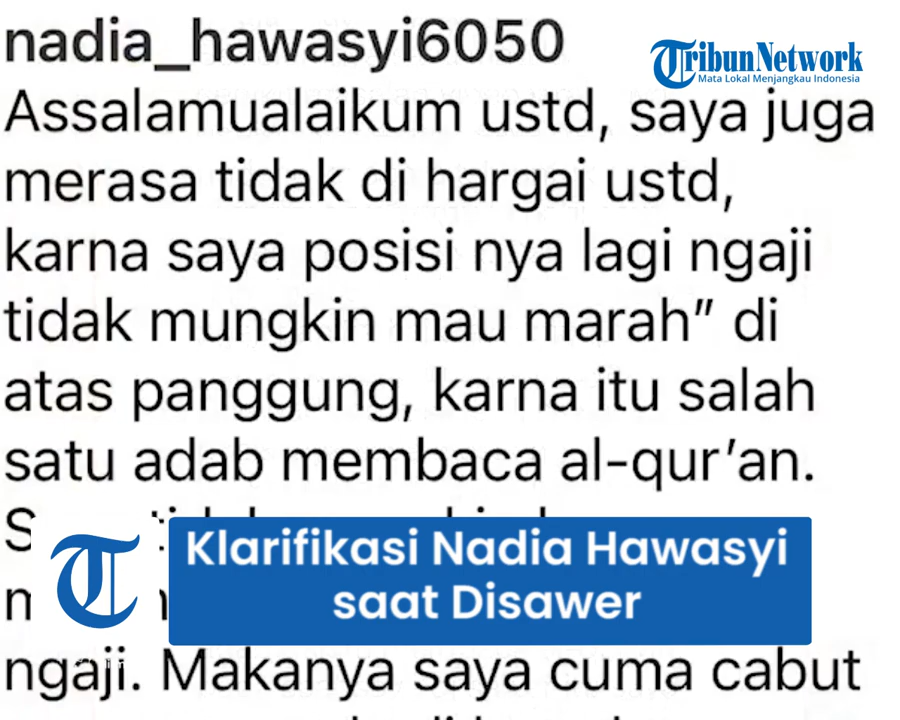 nadia_hawasyi6050
TribunNetwork
Mata Lokal Menjangkau Indonesia
Assalamualaikum ustd, saya juga
merasa tidak di hargai ustd,
karna saya posisi nya lagi ngaji
tidak mungkin mau marah” di
atas panggung, karna itu salah
satu adab membaca al-qur’an.
Klarifikasi Nadia Hawasyi
saat Disawer
ngaji. Makanya saya cuma cabut